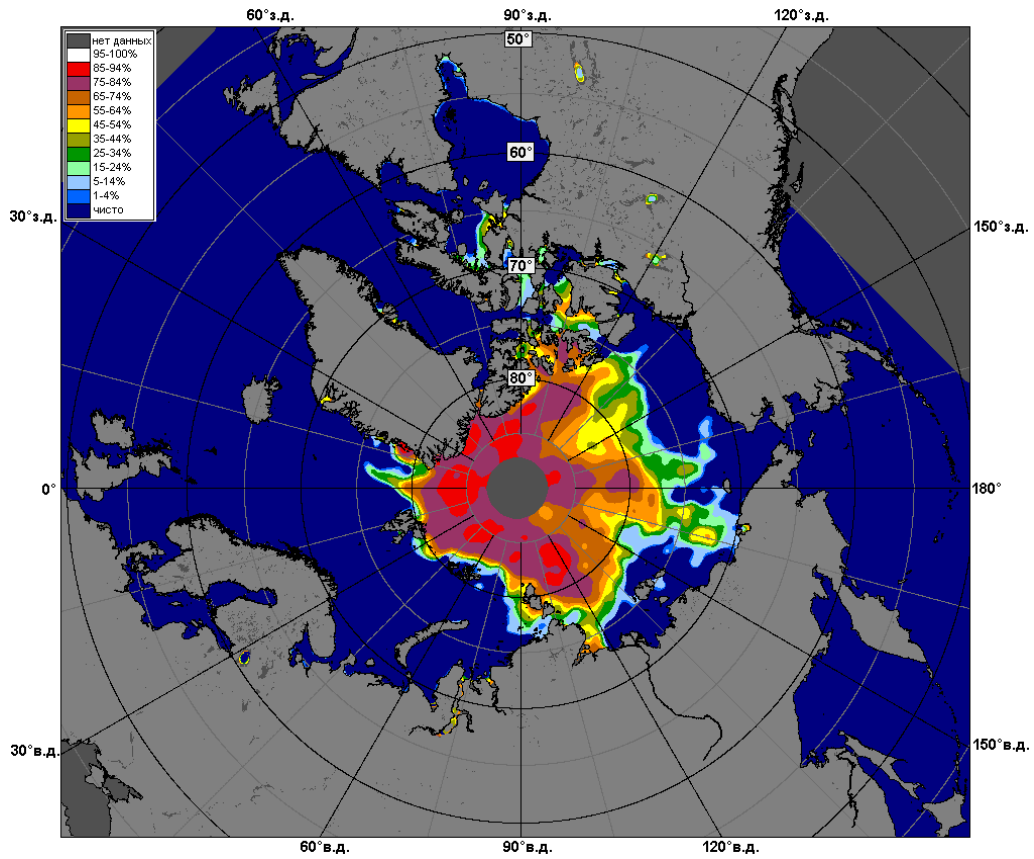 60°з.д.
90°з.д.
120°з.д.
нет данных
95-100%
85-94%
75-84%
65-74%
55-64%
45-54%
35-44%
25-34%
15-24%
5-14%
1-4%
чисто
50°
60°
30°з.д.
150°з.д.
70°
80°
0°
180°
30°в.д.
150°в.д.
60°в.д.
90°в.д.
120°в.д.